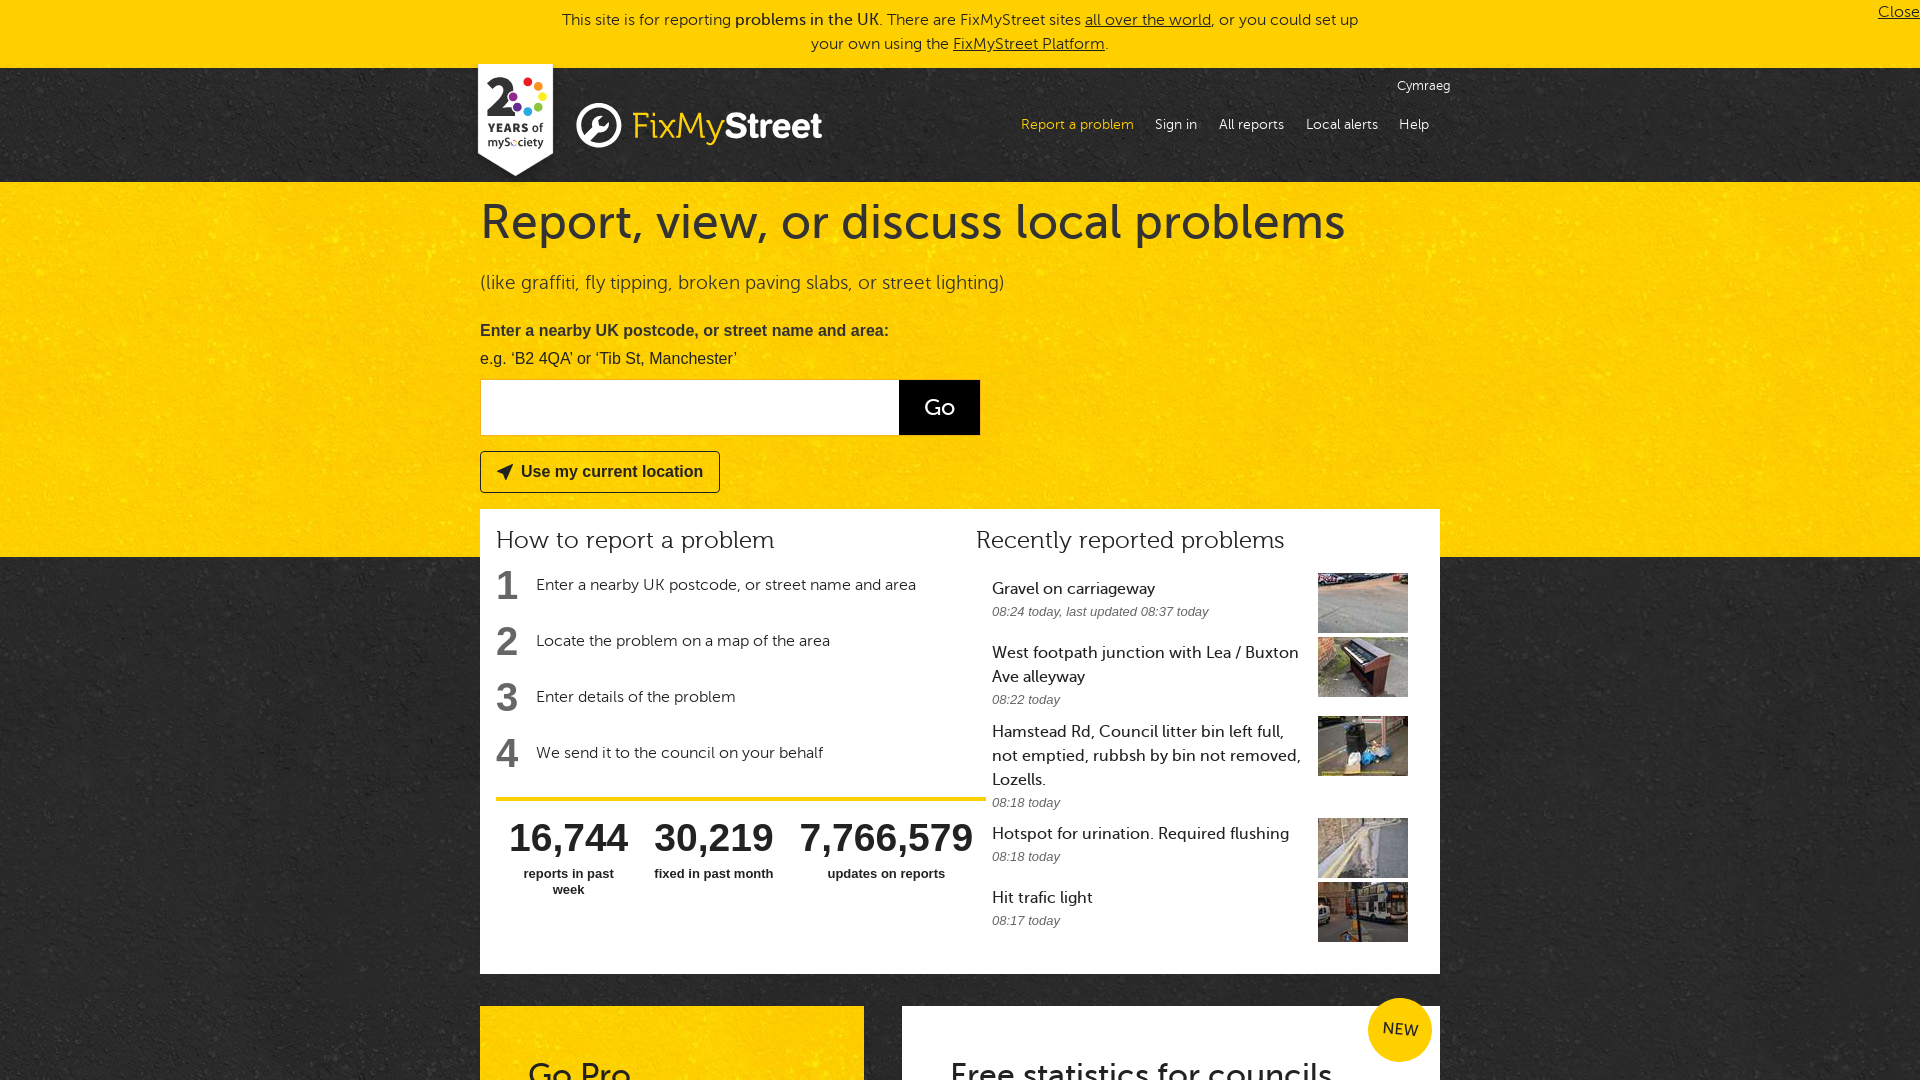 This site is for reporting problems in the UK. There are FixMyStreet sites all over the world, or you could set up
your own using the FixMyStreet Platform.
Close
20
YEARS of
mySociety
FixMyStreet
Cymraeg
Report a problem
Sign in
All reports
Local alerts
Help
Report, view, or discuss local problems
(like graffiti, fly tipping, broken paving slabs, or street lighting)
Enter a nearby UK postcode, or street name and area:
e.g. ‘B2 4QA’ or ‘Tib St, Manchester’
Go
Use my current location
How to report a problem
1 Enter a nearby UK postcode, or street name and area
2 Locate the problem on a map of the area
3 Enter details of the problem
4 We send it to the council on your behalf
16,744
reports in past
week
30,219
fixed in past month
7,766,579
updates on reports
Recently reported problems
Gravel on carriageway
08:24 today, last updated 08:37 today
West footpath junction with Lea / Buxton
Ave alleyway
08:22 today
Hamstead Rd, Council litter bin left full,
not emptied, rubbsh by bin not removed,
Lozells.
08:18 today
Hotspot for urination. Required flushing
08:18 today
Hit trafic light
08:17 today
Go Pro
NEW
Free statistics for councils